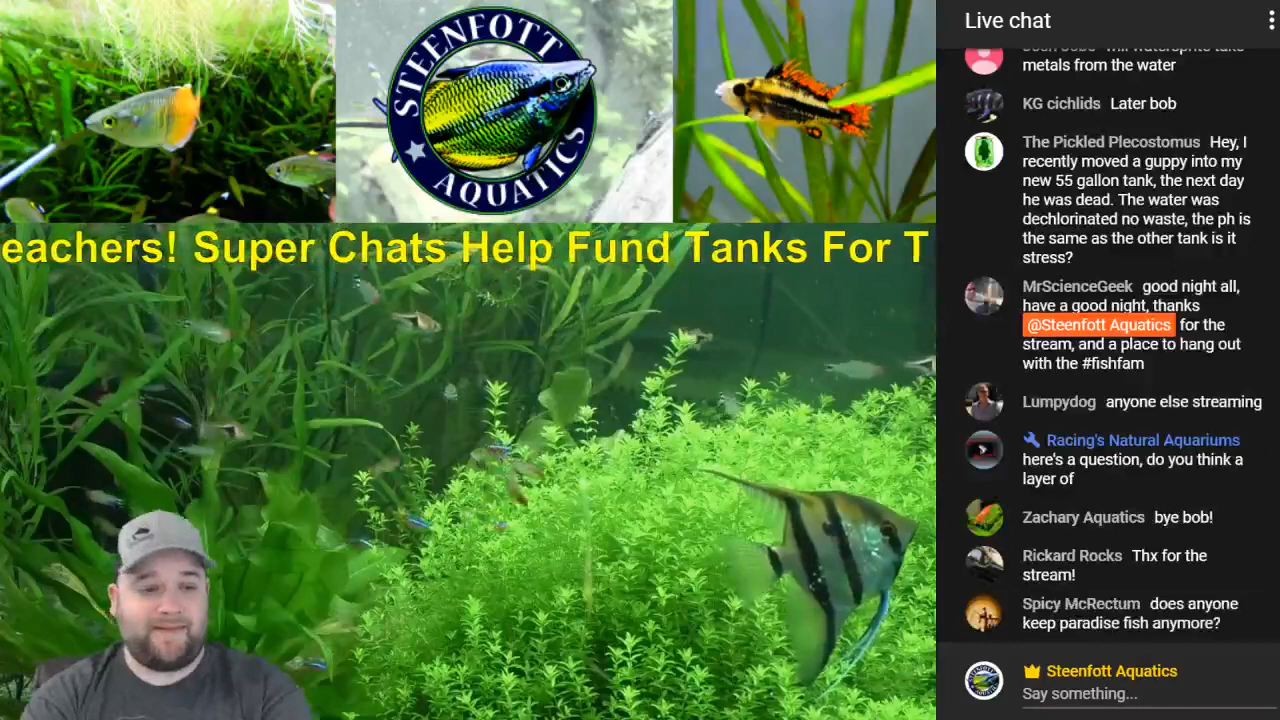 STEENFOTT
AQUATICS
eachers! Super Chats Help Fund Tanks For T
Live chat
metals from the water
KG cichlids Later bob
The Pickled Plecostomus Hey, I
recently moved a guppy into my
new 55 gallon tank, the next day
he was dead. The water was
dechlorinated no waste, the ph is
the same as the other tank is it
stress?
MrScienceGeek good night all,
have a good night, thanks
@Steenfott Aquatics for the
stream, and a place to hang out
with the #fishfam
Lumpydog anyone else streaming
Racing's Natural Aquariums
here's a question, do you think a
layer of
Zachary Aquatics bye bob!
Rickard Rocks Thx for the
stream!
Spicy McRectum does anyone
keep paradise fish anymore?
Steenfott Aquatics
Say something...